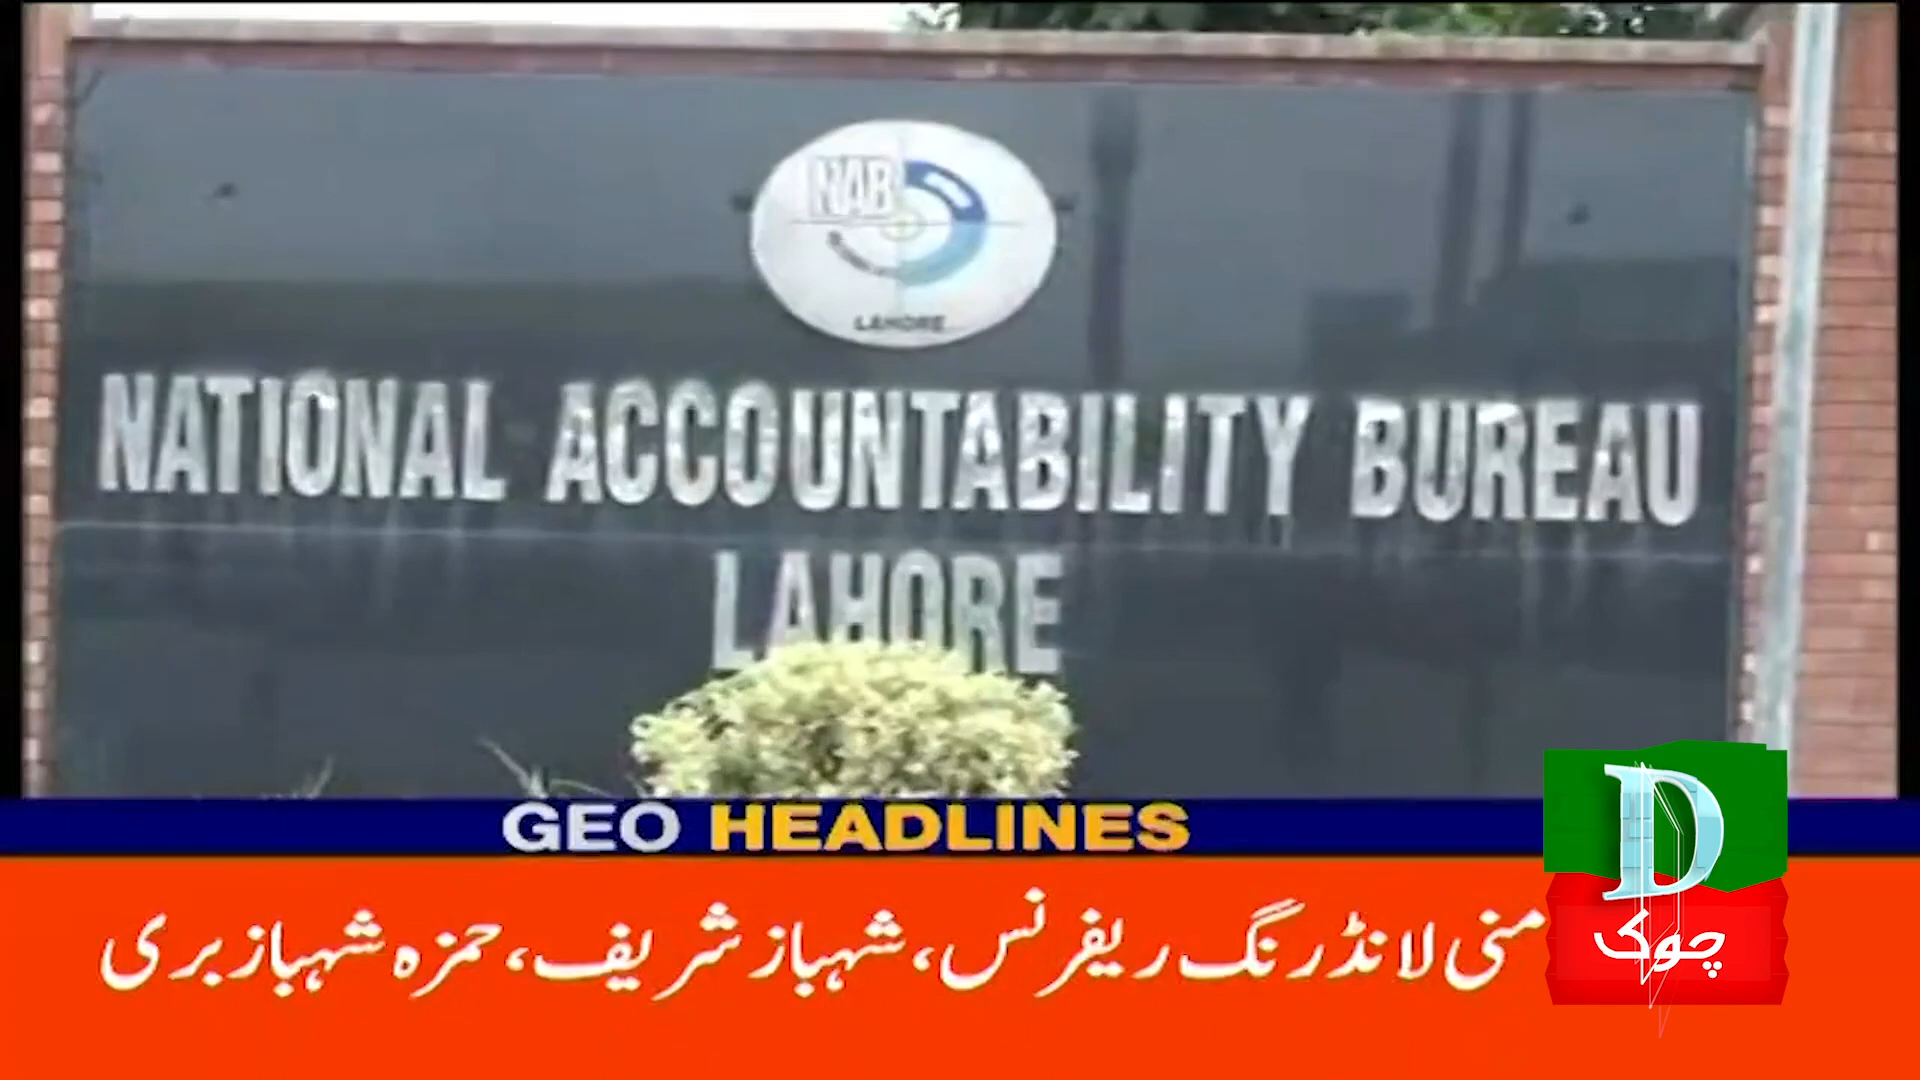 NAB
LAHORE
NATIONAL ACCOUNTABILITY BUREAU
LAHORE
GEO HEADLINES
منی لانڈرنگ ریفرنس، شہباز شریف، حمزہ شہباز بری
D
چوک